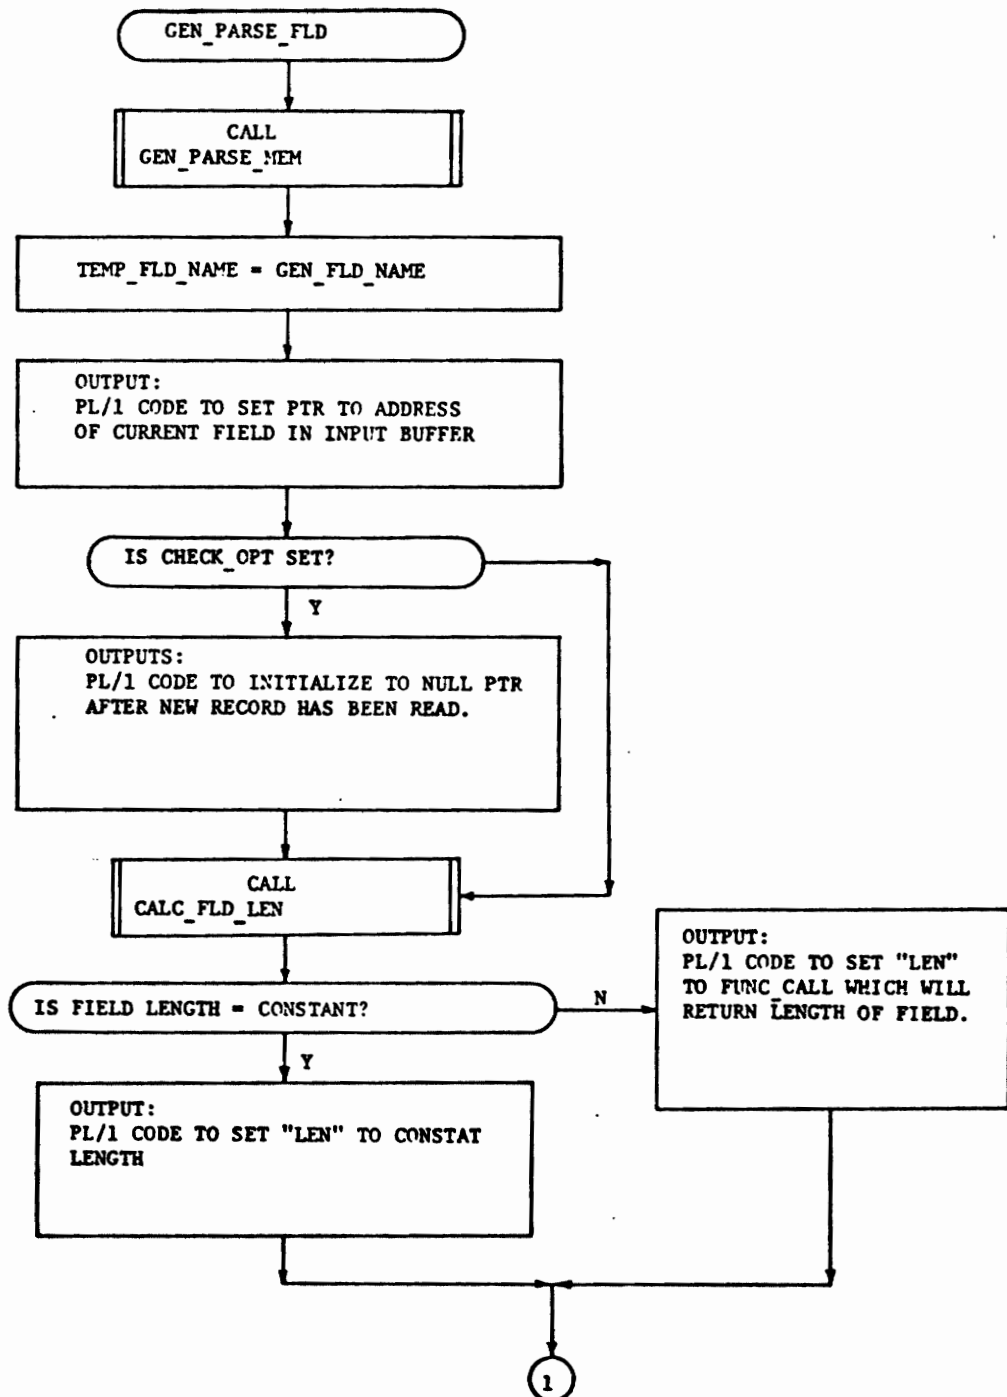 GEN_PARSE_FLD
CALL
GEN_PARSE_MEM
TEMP_FLD_NAME = GEN_FLD_NAME
OUTPUT:
PL/1 CODE TO SET PTR TO ADDRESS
OF CURRENT FIELD IN INPUT BUFFER
IS CHECK_OPT SET?
Y
OUTPUTS:
PL/1 CODE TO INITIALIZE TO NULL PTR
AFTER NEW RECORD HAS BEEN READ.
CALL
CALC_FLD_LEN
IS FIELD LENGTH = CONSTANT?
N
OUTPUT:
PL/1 CODE TO SET "LEN"
TO FUNC_CALL WHICH WILL
RETURN LENGTH OF FIELD.
Y
OUTPUT:
PL/1 CODE TO SET "LEN" TO CONSTAT
LENGTH
1